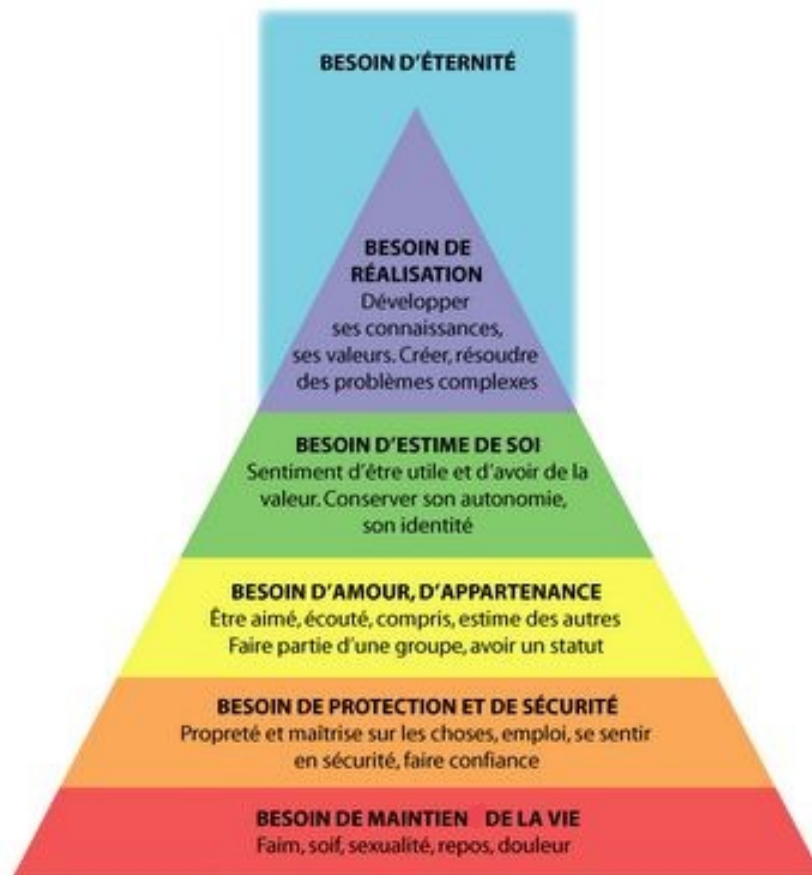 BESOIN D'ÉTERNITÉ
BESOIN DE
RÉALISATION
Développer
ses connaissances,
ses valeurs. Créer, résoudre
des problèmes complexes
BESOIN D'ESTIME DE SOI
Sentiment d'être utile et d'avoir de la
valeur. Conserver son autonomie,
son identité
BESOIN D'AMOUR, D'APPARTENANCE
Être aimé, écouté, compris, estime des autres
Faire partie d'une groupe, avoir un statut
BESOIN DE PROTECTION ET DE SÉCURITÉ
Propreté et maîtrise sur les choses, emploi, se sentir
en sécurité, faire confiance
BESOIN DE MAINTIEN DE LA VIE
Faim, soif, sexualité, repos, douleur